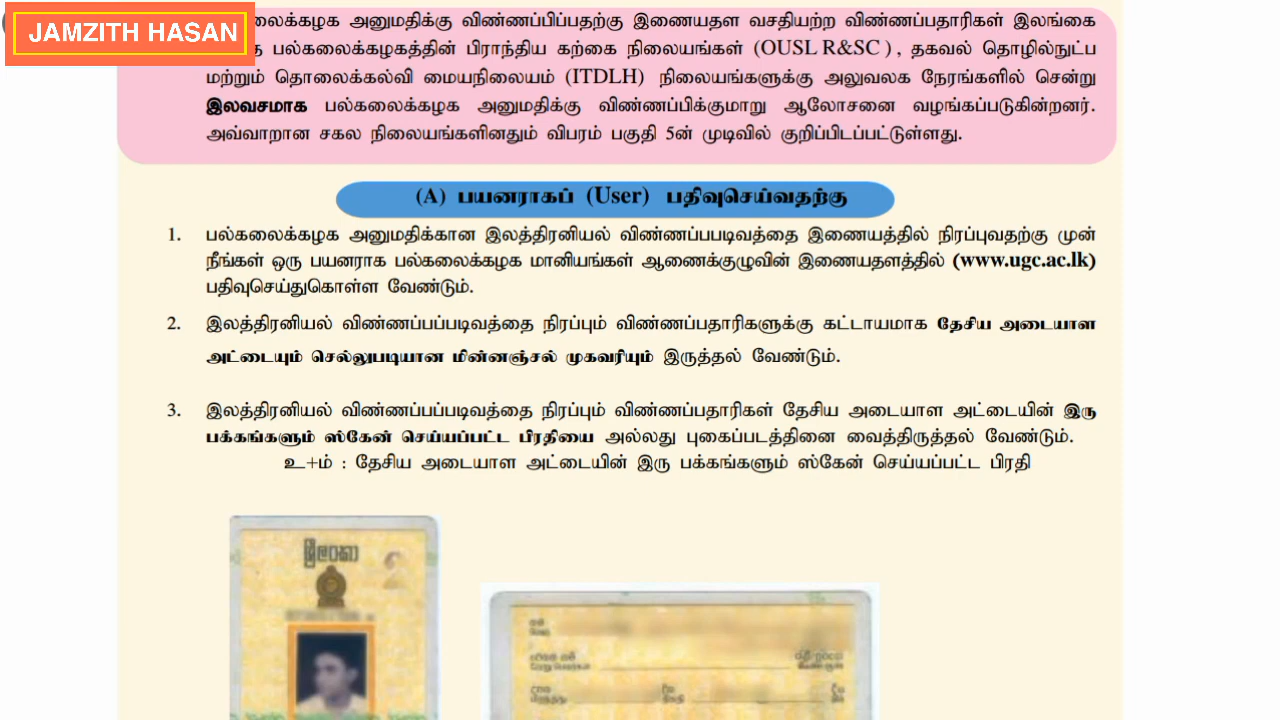 JAMZITH HASAN
அனுமதிக்கு விண்ணப்பிப்பதற்கு இணையதள வசதியற்ற விண்ணப்பதாரிகள் இலங்கை
பல்கலைக்கழகத்தின் பிராந்திய கற்கை நிலையங்கள் (OUSL R&SC), தகவல் தொழில்நுட்ப
மற்றும் தொலைக்கல்வி மையநிலையம் (ITDLH) நிலையங்களுக்கு அலுவலக நேரங்களில் சென்று
இலவசமாக பல்கலைக்கழக அனுமதிக்கு விண்ணப்பிக்குமாறு ஆலோசனை வழங்கப்படுகின்றனர்.
அவ்வாறான சகல நிலையங்களினதும் விபரம் பகுதி 5ன் முடிவில் குறிப்பிடப்பட்டுள்ளது.
(A) பயனராகப் (User) பதிவுசெய்வதற்கு
1. பல்கலைக்கழக அனுமதிக்கான இலத்திரனியல் விண்ணப்பபடிவத்தை இணையத்தில் நிரப்புவதற்கு முன்
நீங்கள் ஒரு பயனராக பல்கலைக்கழக மானியங்கள் ஆணைக்குழுவின் இணையதளத்தில் (www.ugc.ac.lk)
பதிவுசெய்துகொள்ள வேண்டும்.
2. இலத்திரனியல் விண்ணப்பப்படிவத்தை நிரப்பும் விண்ணப்பதாரிகளுக்கு கட்டாயமாக தேசிய அடையாள
அட்டையும் செல்லுபடியான மின்னஞ்சல் முகவரியும் இருத்தல் வேண்டும்.
3. இலத்திரனியல் விண்ணப்பப்படிவத்தை நிரப்பும் விண்ணப்பதாரிகள் தேசிய அடையாள அட்டையின் இரு
பக்கங்களும் ஸ்கேன் செய்யப்பட்ட பிரதியை அல்லது புகைப்படத்தினை வைத்திருத்தல் வேண்டும்.
உ+ம் : தேசிய அடையாள அட்டையின் இரு பக்கங்களும் ஸ்கேன் செய்யப்பட்ட பிரதி
ශ්‍රී ලංකා